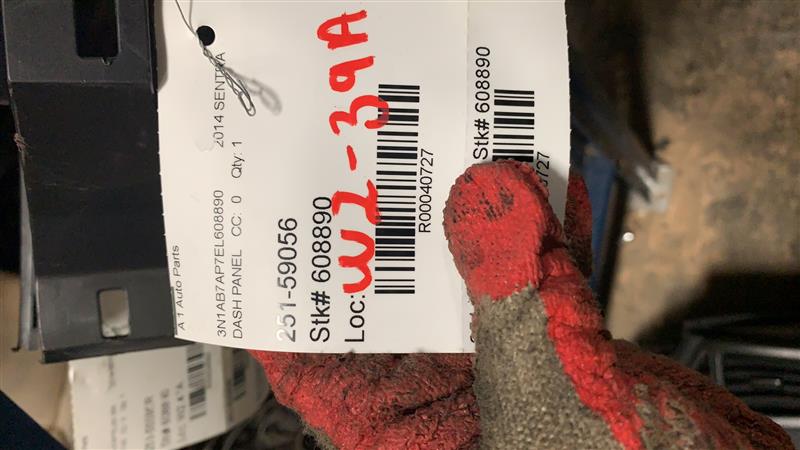 A 1 Auto Parts
3N1AB7AP7EL608890 2014 SENTRA
DASH PANEL CC: 0 Qty: 1
251-59056
Stk# 608890
Loc: W2-39A
R00040727
Stk# 608890